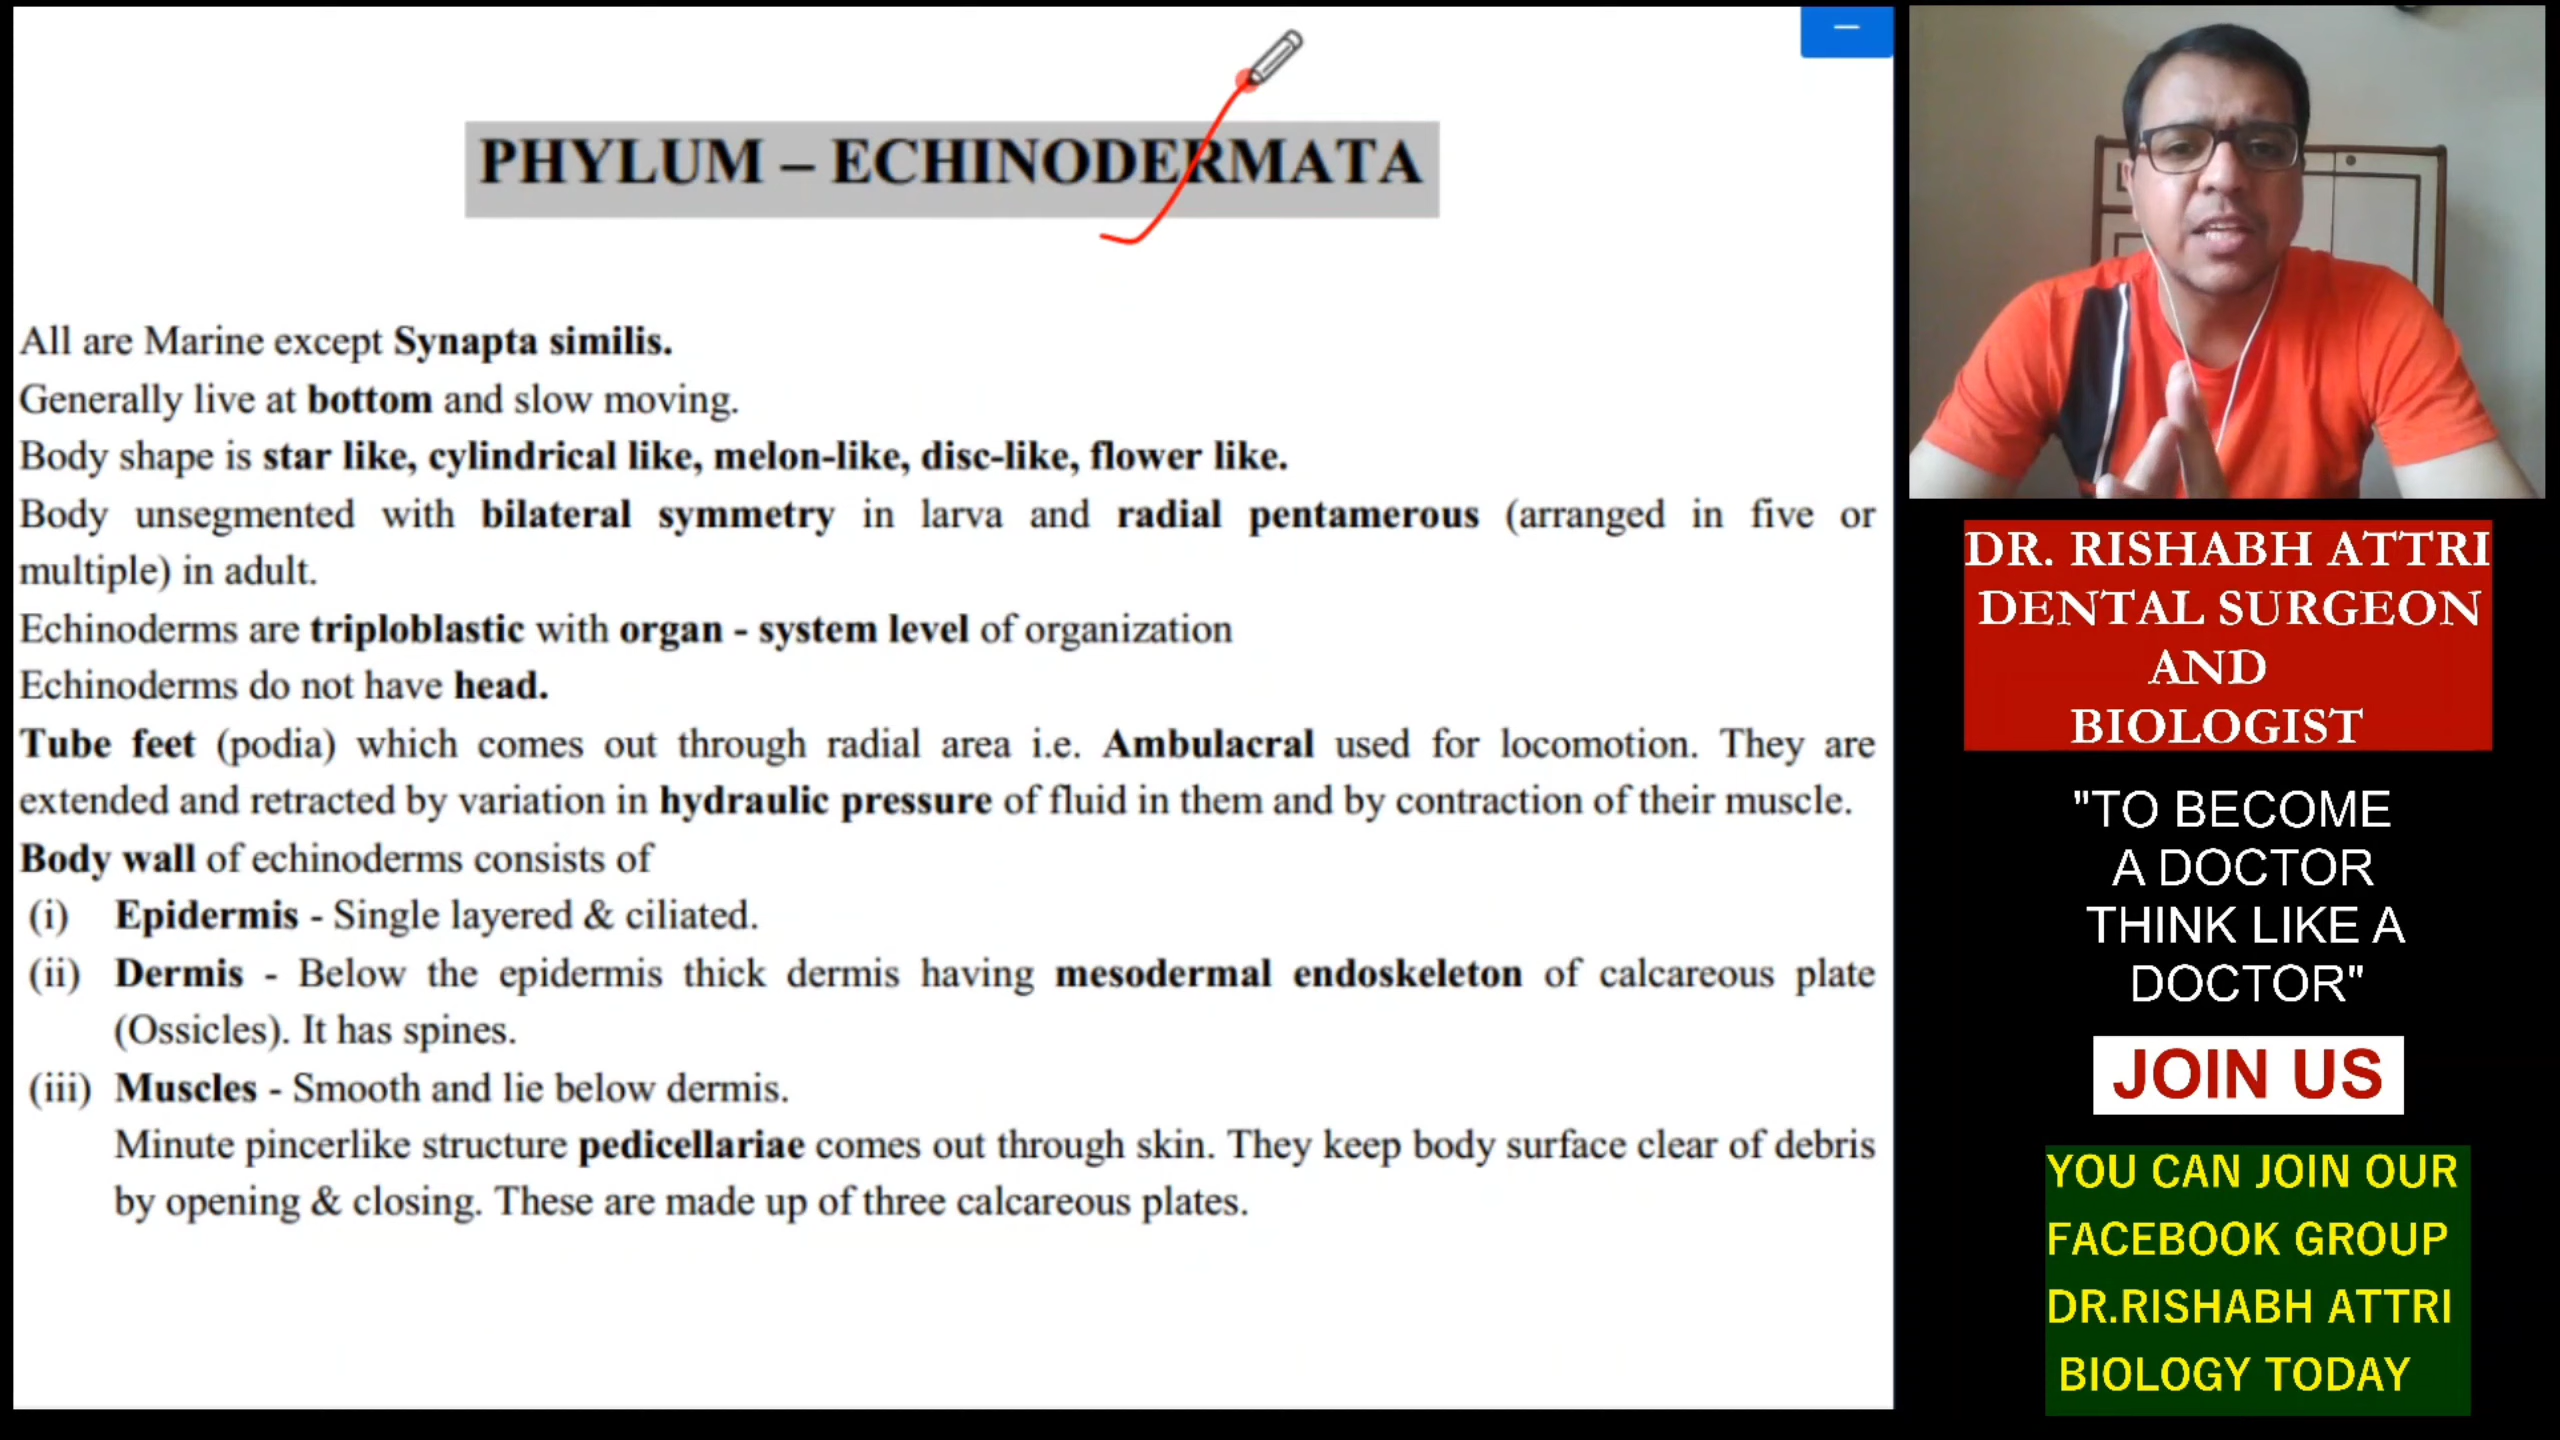 PHYLUM – ECHINODERMATA
All are Marine except Synapta similis.
Generally live at bottom and slow moving.
Body shape is star like, cylindrical like, melon-like, disc-like, flower like.
Body unsegmented with bilateral symmetry in larva and radial pentamerous (arranged in five or
multiple) in adult.
Echinoderms are triploblastic with organ - system level of organization
Echinoderms do not have head.
Tube feet (podia) which comes out through radial area i.e. Ambulacral used for locomotion. They are
extended and retracted by variation in hydraulic pressure of fluid in them and by contraction of their muscle.
Body wall of echinoderms consists of
(i) Epidermis - Single layered & ciliated.
(ii) Dermis - Below the epidermis thick dermis having mesodermal endoskeleton of calcareous plate
(Ossicles). It has spines.
(iii) Muscles - Smooth and lie below dermis.
Minute pincerlike structure pedicellariae comes out through skin. They keep body surface clear of debris
by opening & closing. These are made up of three calcareous plates.
DR. RISHABH ATTRI
DENTAL SURGEON
AND
BIOLOGIST
"TO BECOME
A DOCTOR
THINK LIKE A
DOCTOR"
JOIN US
YOU CAN JOIN OUR
FACEBOOK GROUP
DR.RISHABH ATTRI
BIOLOGY TODAY